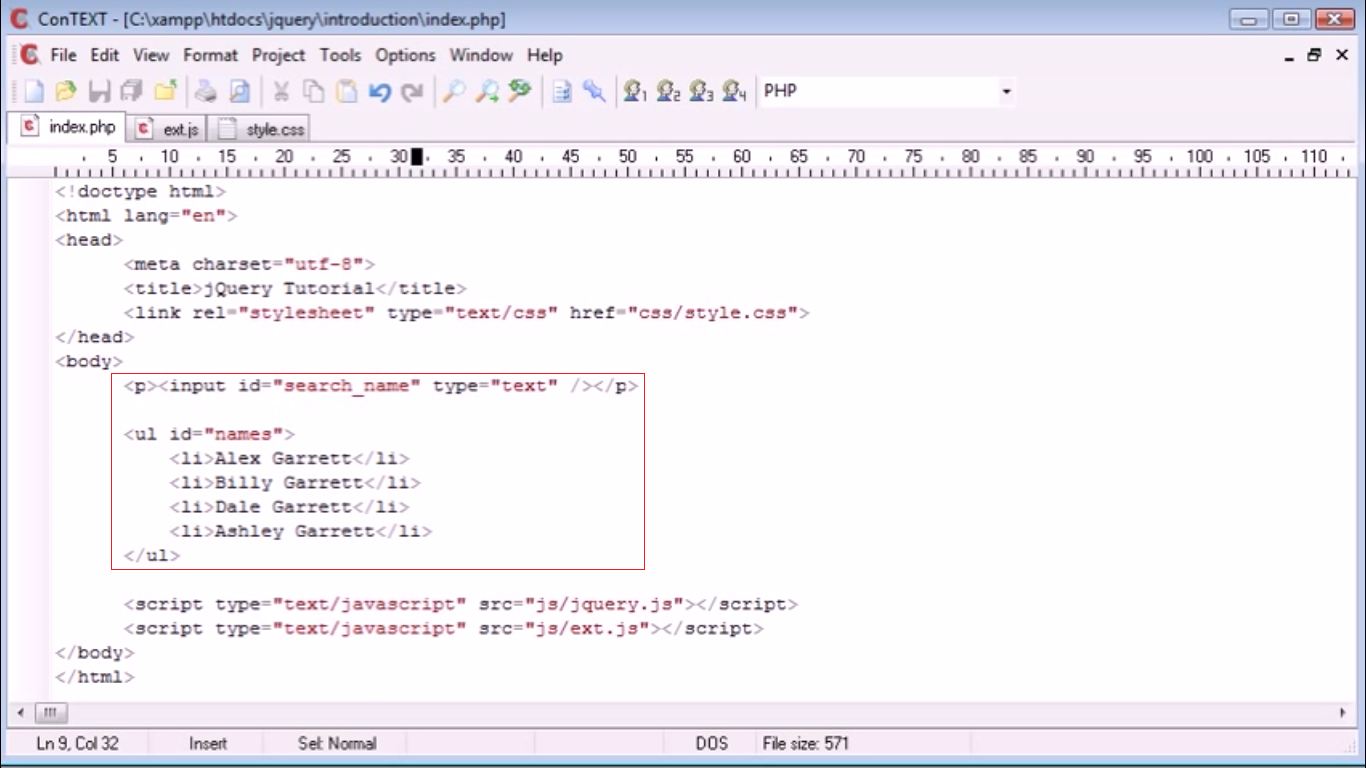 ConTEXT - [C:\xampp\htdocs\jquery\introduction\index.php]
File Edit View Format Project Tools Options Window Help
1 2 3 4 PHP
index.php ext.js style.css
5 10 15 20 25 30 35 40 45 50 55 60 65 70 75 80 85 90 95 100 105 110
<!doctype html>
<html lang="en">
<head>
<meta charset="utf-8">
<title>jQuery Tutorial</title>
<link rel="stylesheet" type="text/css" href="css/style.css">
</head>
<body>
<p><input id="search_name" type="text" /></p>
<ul id="names">
<li>Alex Garrett</li>
<li>Billy Garrett</li>
<li>Dale Garrett</li>
<li>Ashley Garrett</li>
</ul>
<script type="text/javascript" src="js/jquery.js"></script>
<script type="text/javascript" src="js/ext.js"></script>
</body>
</html>
Ln 9, Col 32 Insert Sel: Normal DOS File size: 571